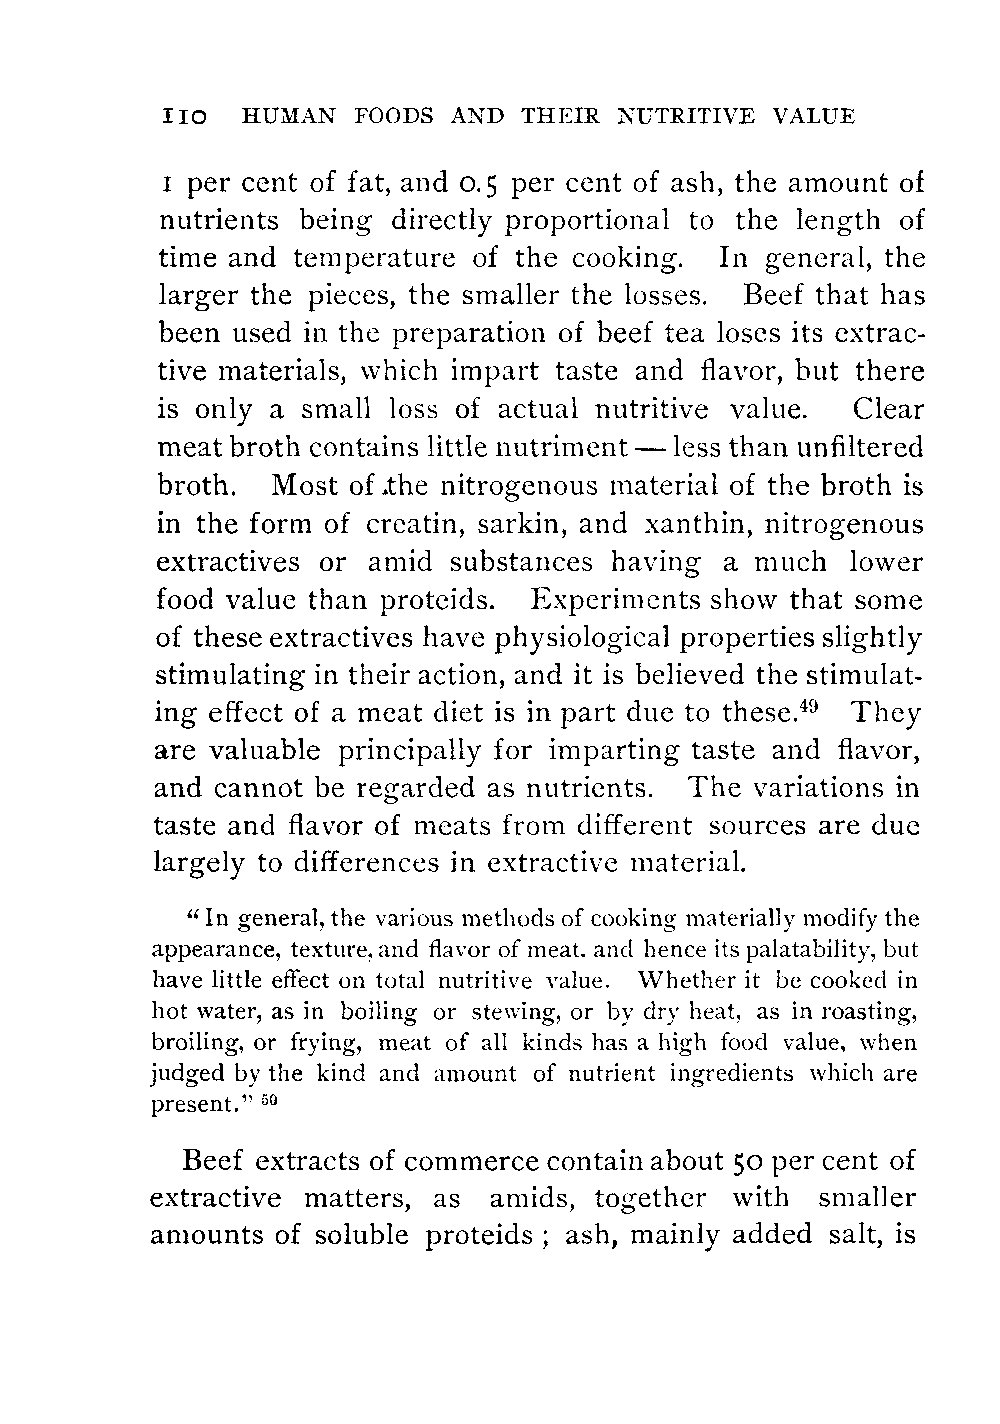 110 HUMAN FOODS AND THEIR NUTRITIVE VALUE
1 per cent of fat, and 0.5 per cent of ash, the amount of
nutrients being directly proportional to the length of
time and temperature of the cooking. In general, the
larger the pieces, the smaller the losses. Beef that has
been used in the preparation of beef tea loses its extrac-
tive materials, which impart taste and flavor, but there
is only a small loss of actual nutritive value. Clear
meat broth contains little nutriment — less than unfiltered
broth. Most of the nitrogenous material of the broth is
in the form of creatin, sarkin, and xanthin, nitrogenous
extractives or amid substances having a much lower
food value than proteids. Experiments show that some
of these extractives have physiological properties slightly
stimulating in their action, and it is believed the stimulat-
ing effect of a meat diet is in part due to these.⁴⁹ They
are valuable principally for imparting taste and flavor,
and cannot be regarded as nutrients. The variations in
taste and flavor of meats from different sources are due
largely to differences in extractive material.
“In general, the various methods of cooking materially modify the
appearance, texture, and flavor of meat. and hence its palatability, but
have little effect on total nutritive value. Whether it be cooked in
hot water, as in boiling or stewing, or by dry heat, as in roasting,
broiling, or frying, meat of all kinds has a high food value, when
judged by the kind and amount of nutrient ingredients which are
present.” ⁵⁰
Beef extracts of commerce contain about 50 per cent of
extractive matters, as amids, together with smaller
amounts of soluble proteids ; ash, mainly added salt, is